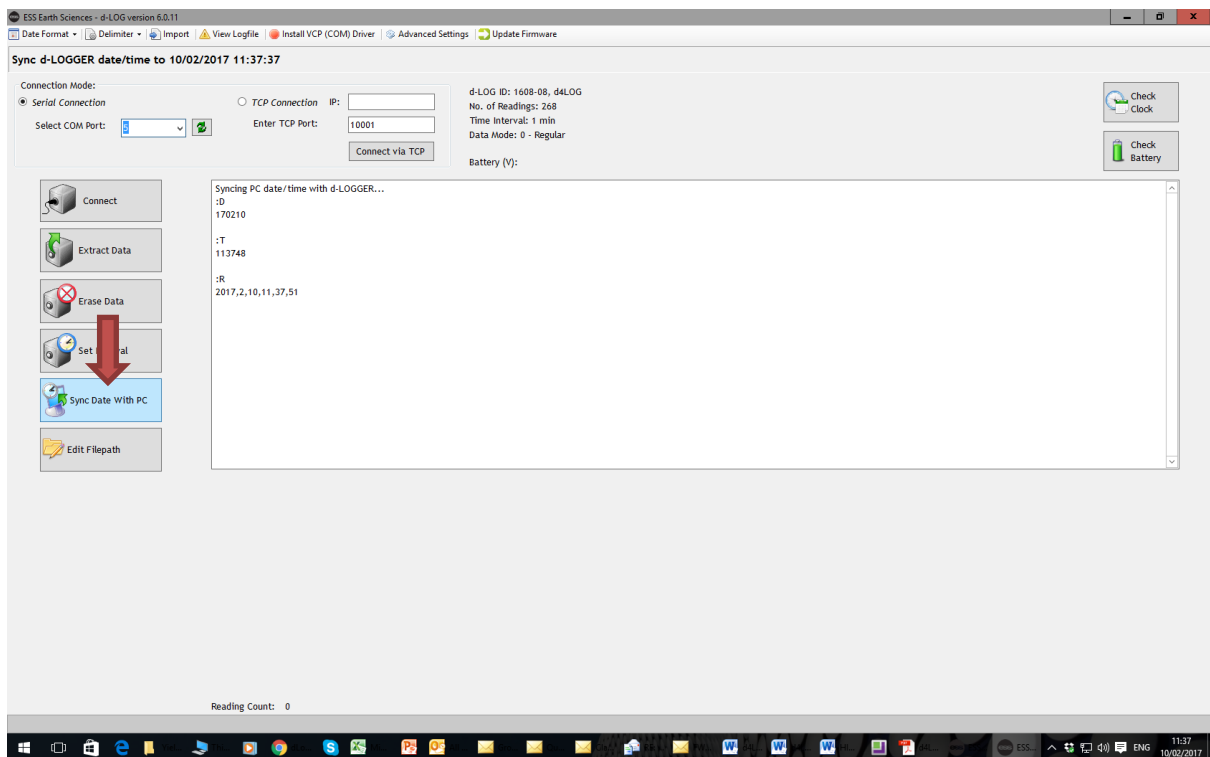 ESS Earth Sciences - d-LOG version 6.0.11
Date Format Delimiter Import View Logfile Install VCP (COM) Driver Advanced Settings Update Firmware
Sync d-LOGGER date/time to 10/02/2017 11:37:37
Connection Mode:
Serial Connection
TCP Connection IP:
Select COM Port: 5
Enter TCP Port: 10001
Connect via TCP
d-LOG ID: 1608-08, d4LOG
No. of Readings: 268
Time Interval: 1 min
Data Mode: 0 - Regular
Battery (V):
Check
Clock
Check
Battery
Connect
Extract Data
Erase Data
Set
Sync Date With PC
Edit Filepath
Syncing PC date/time with d-LOGGER...
:D
170210
:T
113748
:R
2017,2,10,11,37,51
Reading Count: 0
ESS...
ENG
11:37
10/02/2017